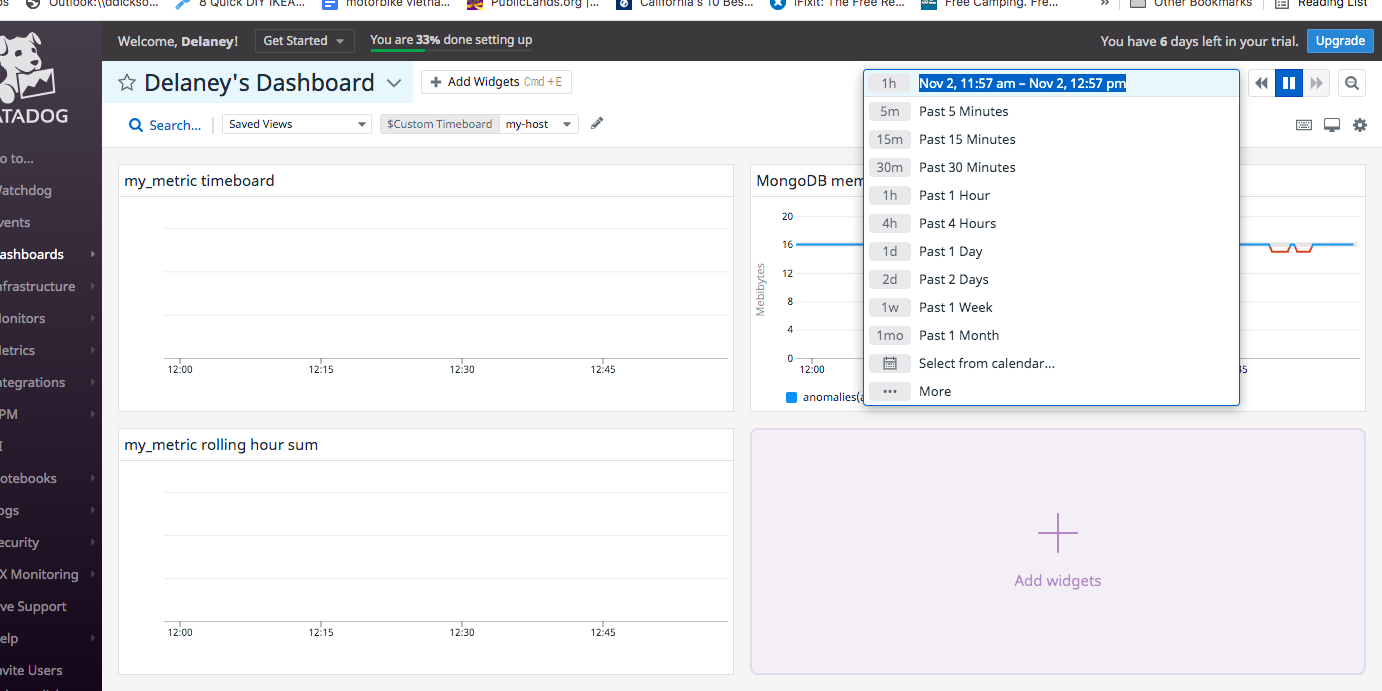 Outlook:\\ddickso...
8 Quick DIY IKEA...
motorbike vietna...
PublicLands.org |...
California's 10 Bes...
iFixit: The Free Re...
Free Camping. Fre...
»
Other Bookmarks
Reading List
ATADOG
Welcome, Delaney!
Get Started
You are 33% done setting up
You have 6 days left in your trial.
Upgrade
Delaney's Dashboard
+ Add Widgets Cmd +E
Search...
Saved Views
$Custom Timeboard
my-host
o to...
Watchdog
vents
ashboards
nfrastructure
Monitors
Metrics
ntegrations
PM
I
otebooks
ogs
ecurity
X Monitoring
ve Support
elp
nvite Users
1h Nov 2, 11:57 am – Nov 2, 12:57 pm
5m Past 5 Minutes
15m Past 15 Minutes
30m Past 30 Minutes
1h Past 1 Hour
4h Past 4 Hours
1d Past 1 Day
2d Past 2 Days
1w Past 1 Week
1mo Past 1 Month
Select from calendar...
••• More
my_metric timeboard
12:00 12:15 12:30 12:45
MongoDB mem
Mebibytes
20
16
12
8
4
0
12:00
45
anomalies(a
my_metric rolling hour sum
12:00 12:15 12:30 12:45
Add widgets